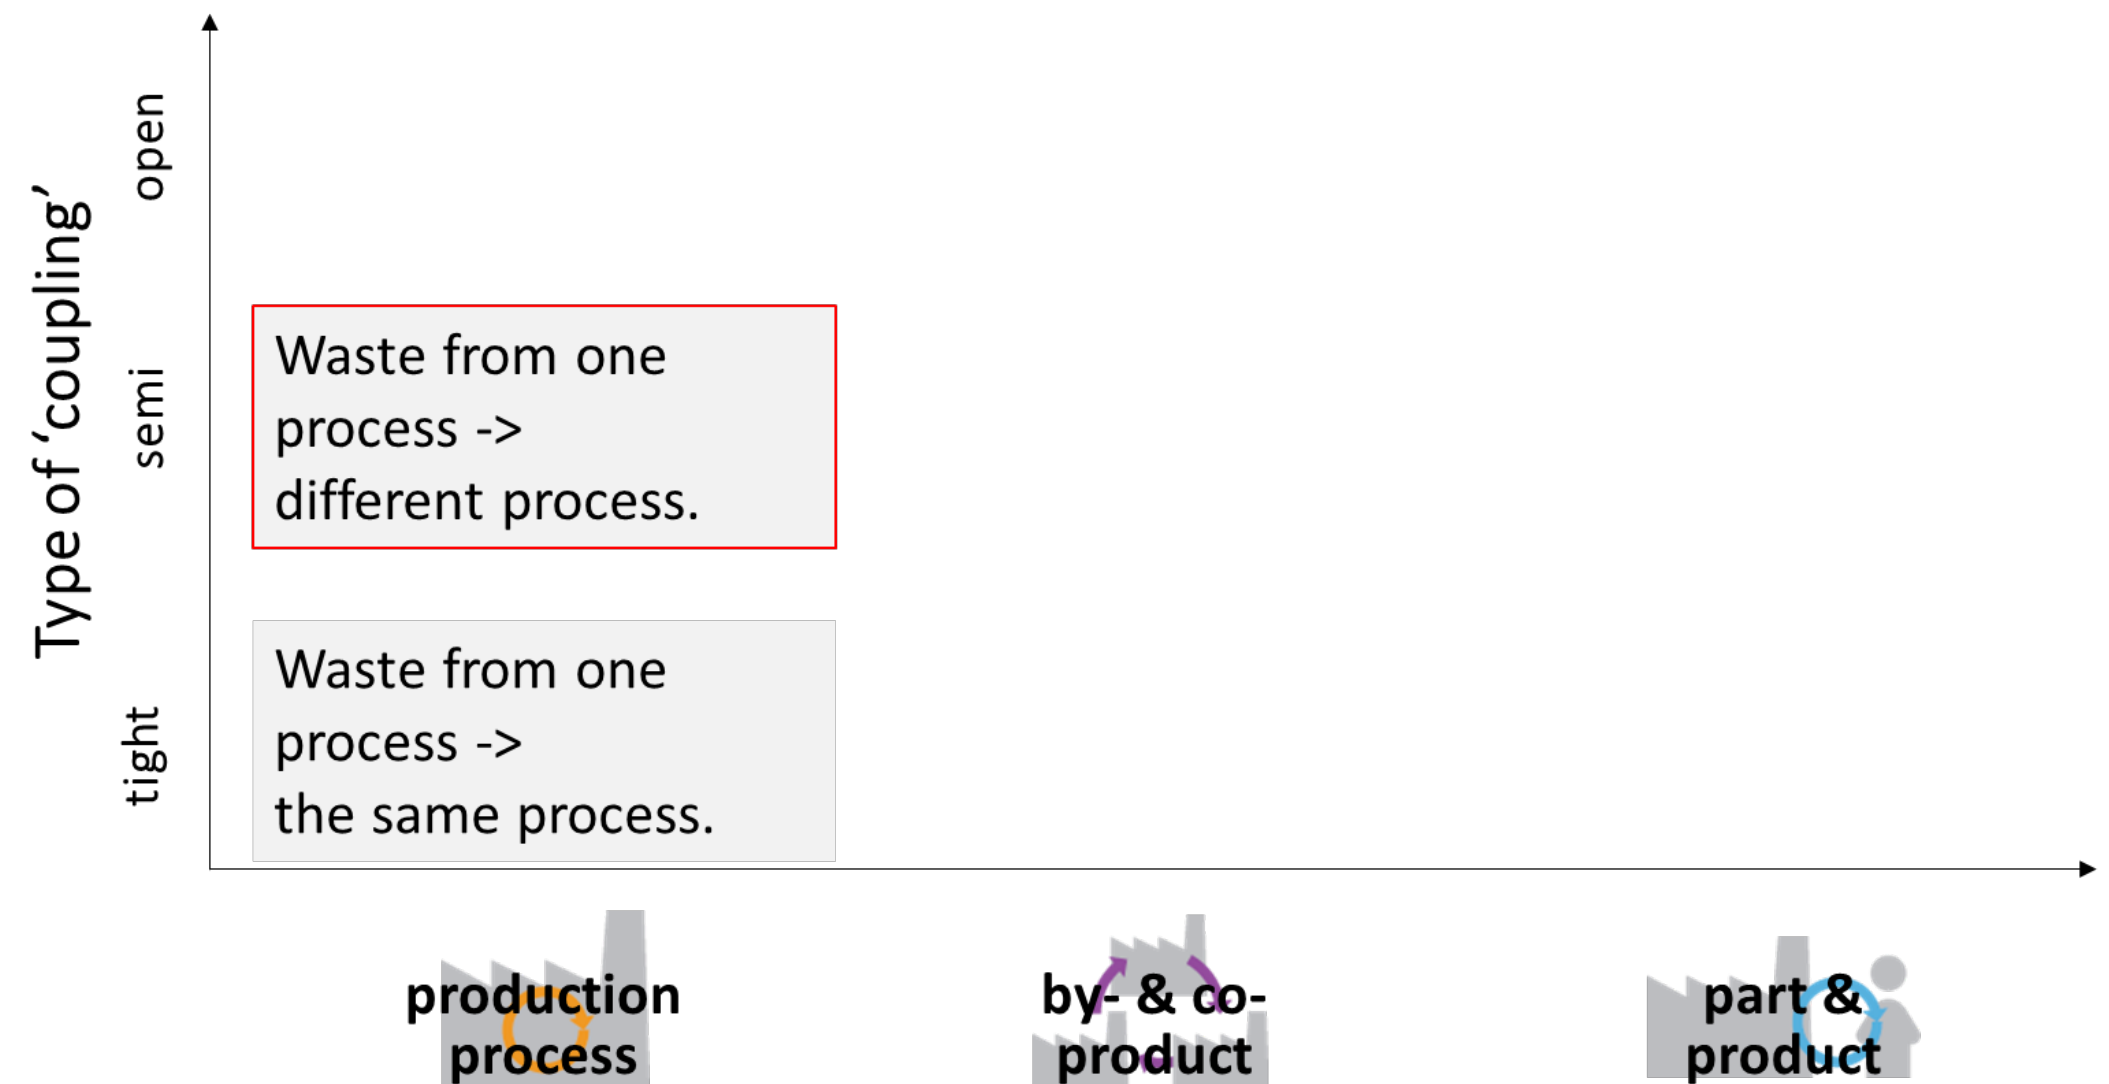 Type of ‘coupling’
open
semi
tight
Waste from one
process ->
different process.
Waste from one
process ->
the same process.
production
process
by- & co-
product
part &
product